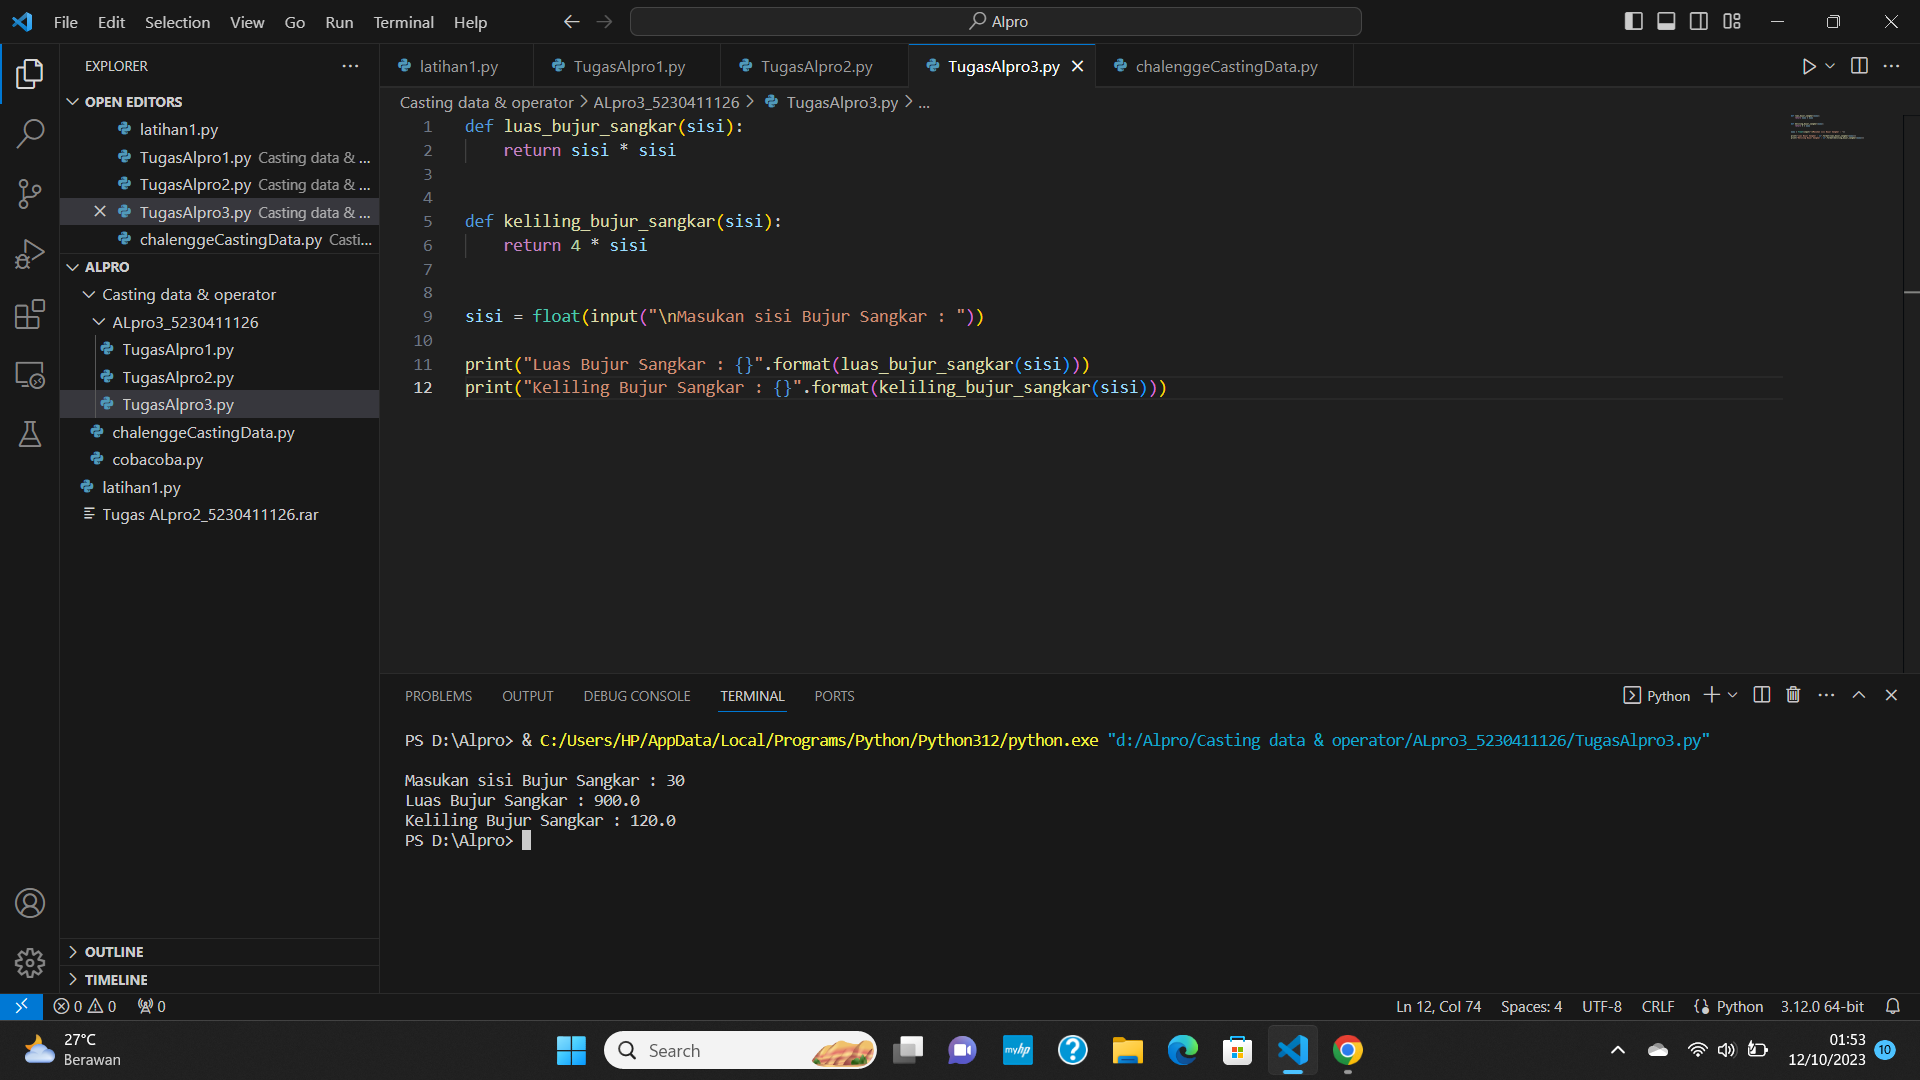 File Edit Selection View Go Run Terminal Help
Alpro
EXPLORER
OPEN EDITORS
latihan1.py
TugasAlpro1.py Casting data & ...
TugasAlpro2.py Casting data & ...
TugasAlpro3.py Casting data & ...
chalenggeCastingData.py Casti...
ALPRO
Casting data & operator
ALpro3_5230411126
TugasAlpro1.py
TugasAlpro2.py
TugasAlpro3.py
chalenggeCastingData.py
cobacoba.py
latihan1.py
Tugas ALpro2_5230411126.rar
OUTLINE
TIMELINE
latihan1.py TugasAlpro1.py TugasAlpro2.py TugasAlpro3.py chalenggeCastingData.py
Casting data & operator > ALpro3_5230411126 > TugasAlpro3.py > ...
1 def luas_bujur_sangkar(sisi):
2     return sisi * sisi
3
4
5 def keliling_bujur_sangkar(sisi):
6     return 4 * sisi
7
8
9 sisi = float(input("\nMasukan sisi Bujur Sangkar : "))
10
11 print("Luas Bujur Sangkar : {}".format(luas_bujur_sangkar(sisi)))
12 print("Keliling Bujur Sangkar : {}".format(keliling_bujur_sangkar(sisi)))
PROBLEMS OUTPUT DEBUG CONSOLE TERMINAL PORTS
Python
PS D:\Alpro> & C:/Users/HP/AppData/Local/Programs/Python/Python312/python.exe "d:/Alpro/Casting data & operator/ALpro3_5230411126/TugasAlpro3.py"
Masukan sisi Bujur Sangkar : 30
Luas Bujur Sangkar : 900.0
Keliling Bujur Sangkar : 120.0
PS D:\Alpro>
0 0 0
Ln 12, Col 74 Spaces: 4 UTF-8 CRLF Python 3.12.0 64-bit
27°C
Berawan
Search
myhp
01:53
12/10/2023
10